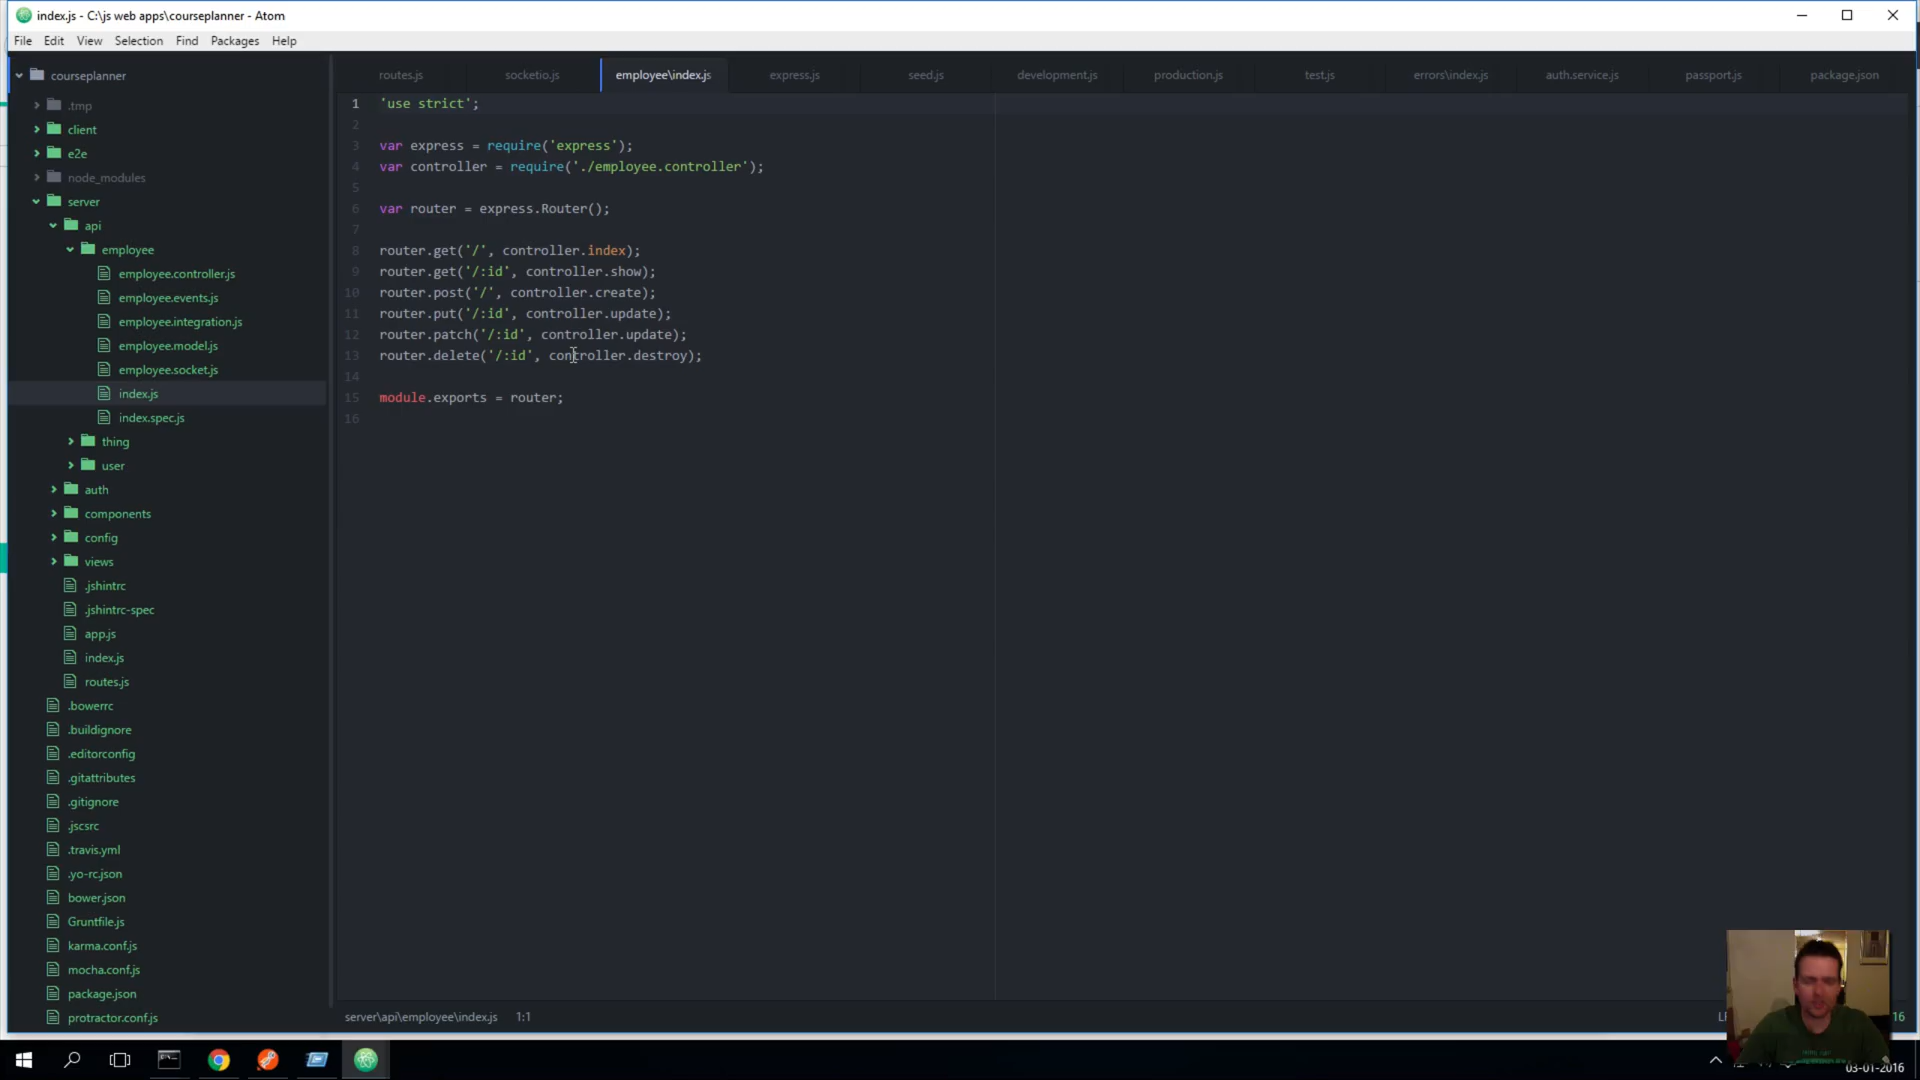 index.js - C:\js web apps\courseplanner - Atom
File Edit View Selection Find Packages Help
courseplanner
.tmp
client
e2e
node_modules
server
api
employee
employee.controller.js
employee.events.js
employee.integration.js
employee.model.js
employee.socket.js
index.js
index.spec.js
thing
user
auth
components
config
views
.jshintrc
.jshintrc-spec
app.js
index.js
routes.js
.bowerrc
.buildignore
.editorconfig
.gitattributes
.gitignore
.jscsrc
.travis.yml
.yo-rc.json
bower.json
Gruntfile.js
karma.conf.js
mocha.conf.js
package.json
protractor.conf.js
routes.js socketio.js employee\index.js express.js seed.js development.js production.js test.js errors\index.js auth.service.js passport.js package.json
1 'use strict';
2
3 var express = require('express');
4 var controller = require('./employee.controller');
5
6 var router = express.Router();
7
8 router.get('/', controller.index);
9 router.get('/:id', controller.show);
10 router.post('/', controller.create);
11 router.put('/:id', controller.update);
12 router.patch('/:id', controller.update);
13 router.delete('/:id', controller.destroy);
14
15 module.exports = router;
16
server\api\employee\index.js 1:1
16
03-01-2016